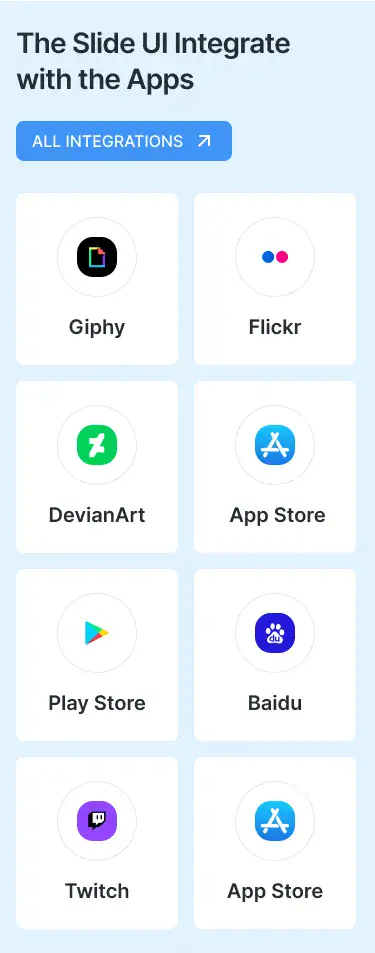 The Slide UI Integrate
with the Apps
ALL INTEGRATIONS
Giphy
Flickr
DevianArt
App Store
Play Store
du
Baidu
Twitch
App Store